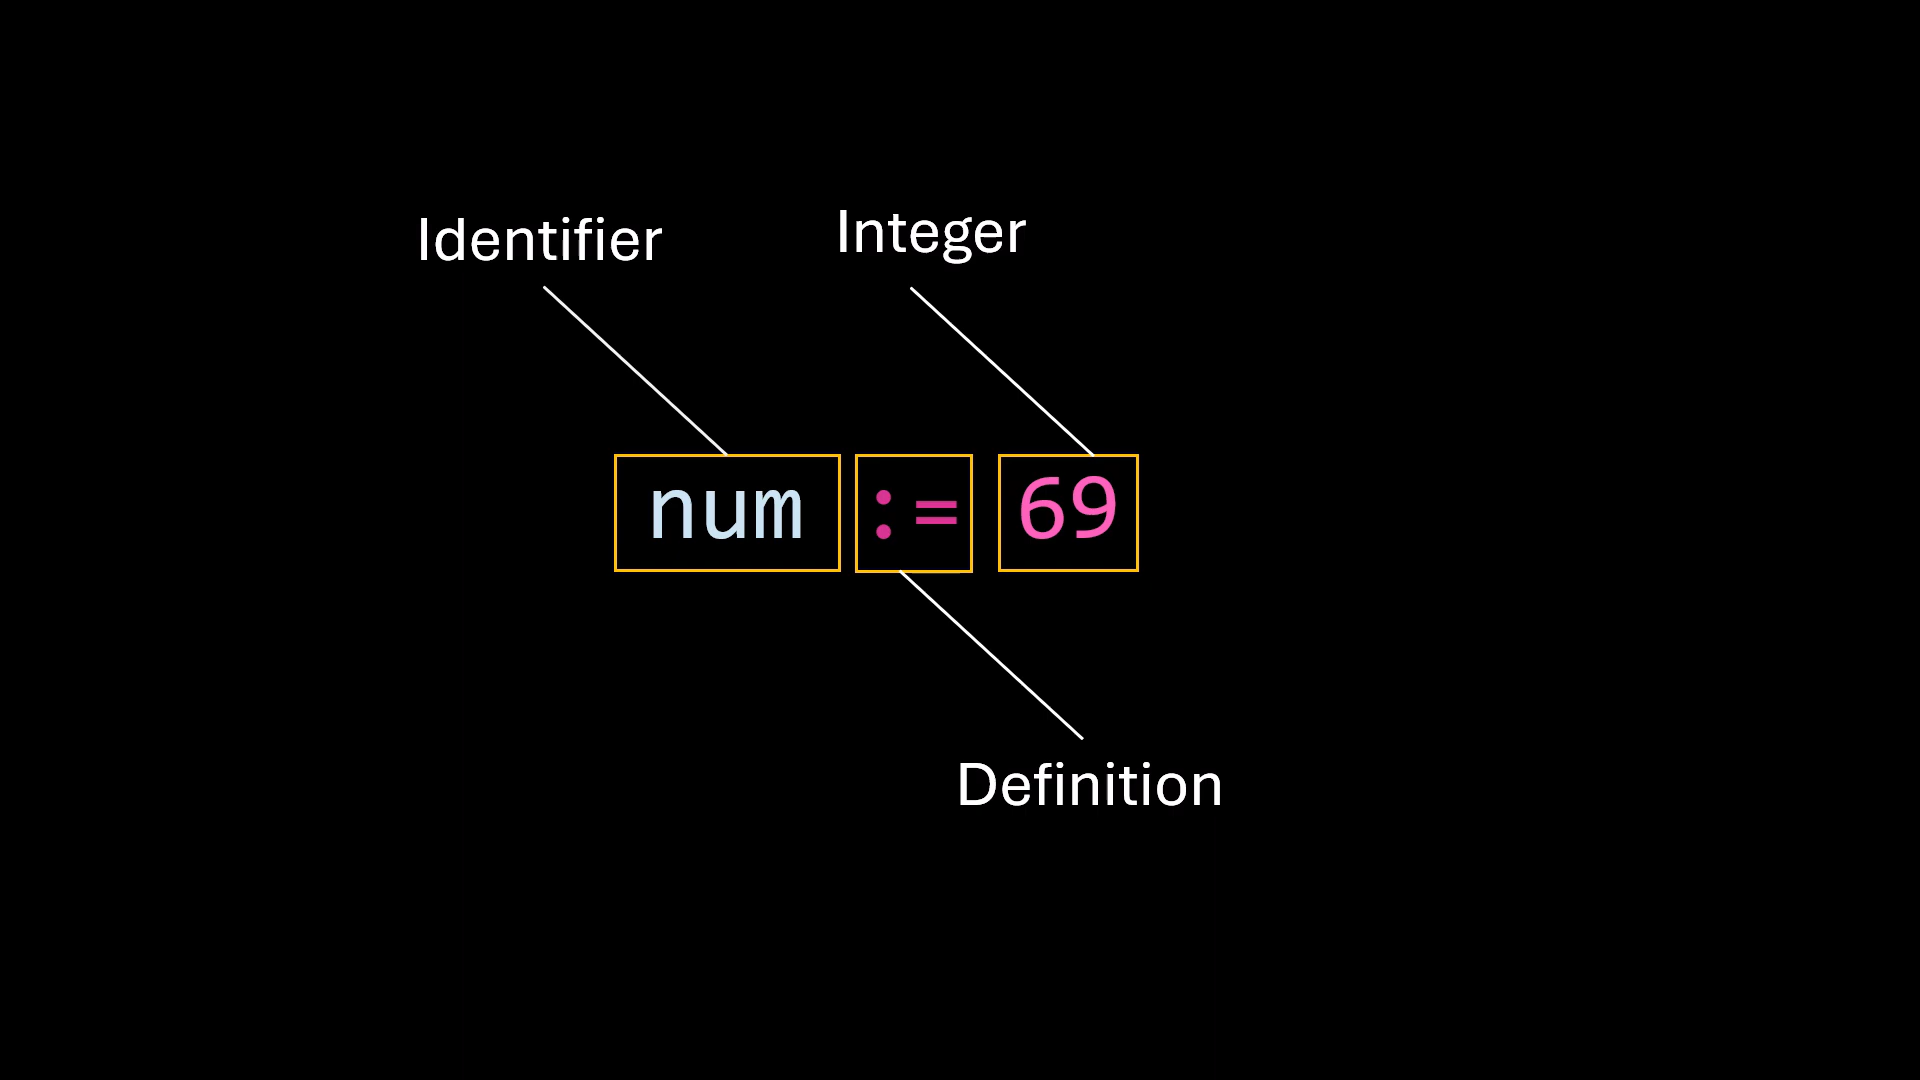 Identifier
Integer
num := 69
Definition